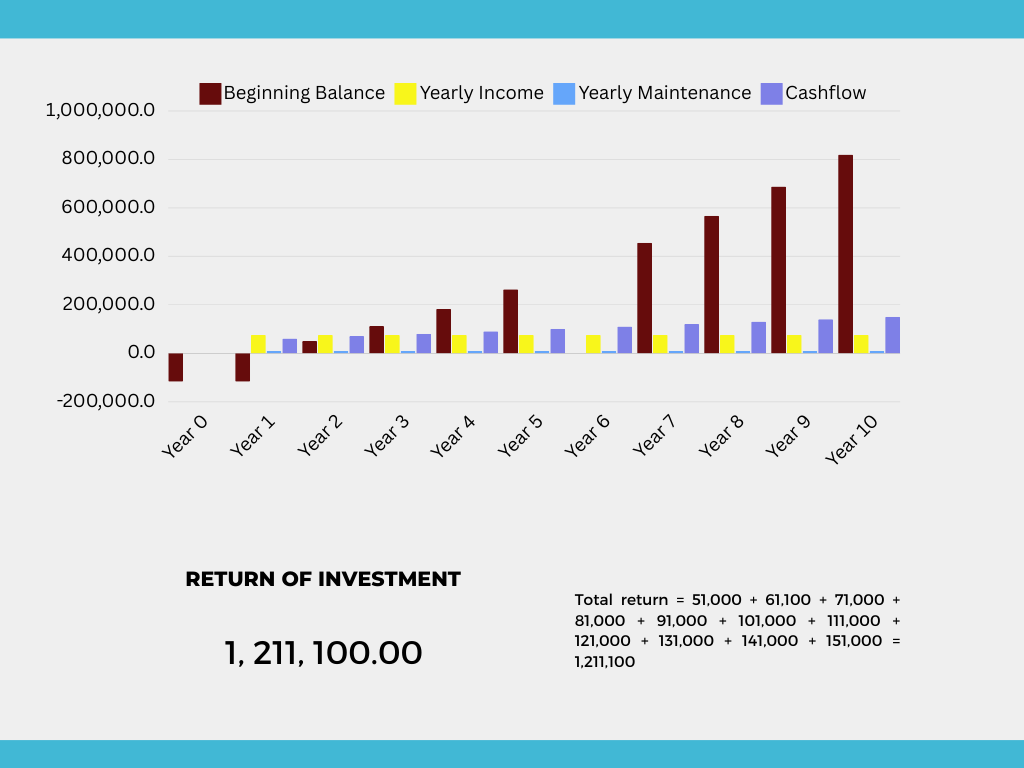 Beginning Balance Yearly Income Yearly Maintenance Cashflow
1,000,000.0
800,000.0
600,000.0
400,000.0
200,000.0
0.0
-200,000.0
Year 0 Year 1 Year 2 Year 3 Year 4 Year 5 Year 6 Year 7 Year 8 Year 9 Year 10
RETURN OF INVESTMENT
1, 211, 100.00
Total return = 51,000 + 61,100 + 71,000 +
81,000 + 91,000 + 101,000 + 111,000 +
121,000 + 131,000 + 141,000 + 151,000 =
1,211,100